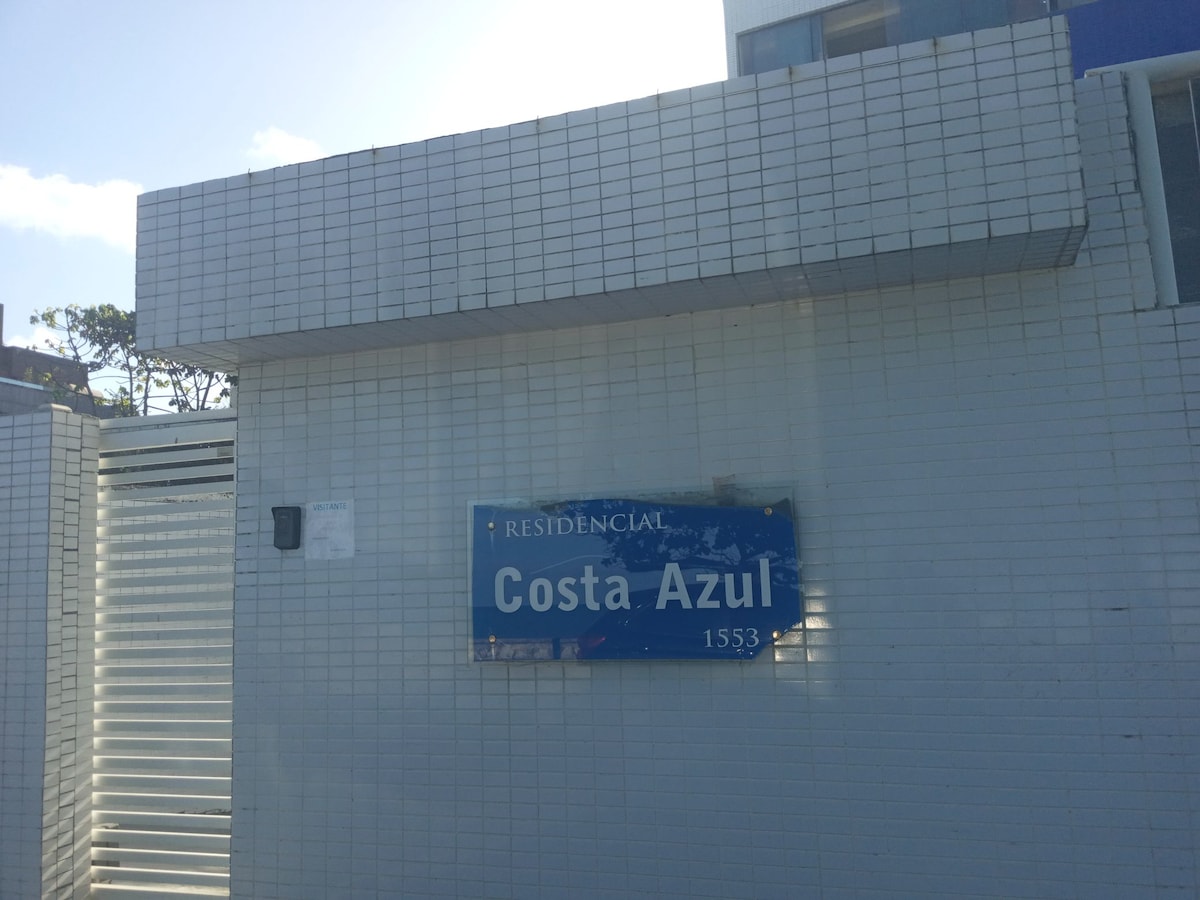 VISITANTE
RESIDENCIAL
Costa Azul
1553